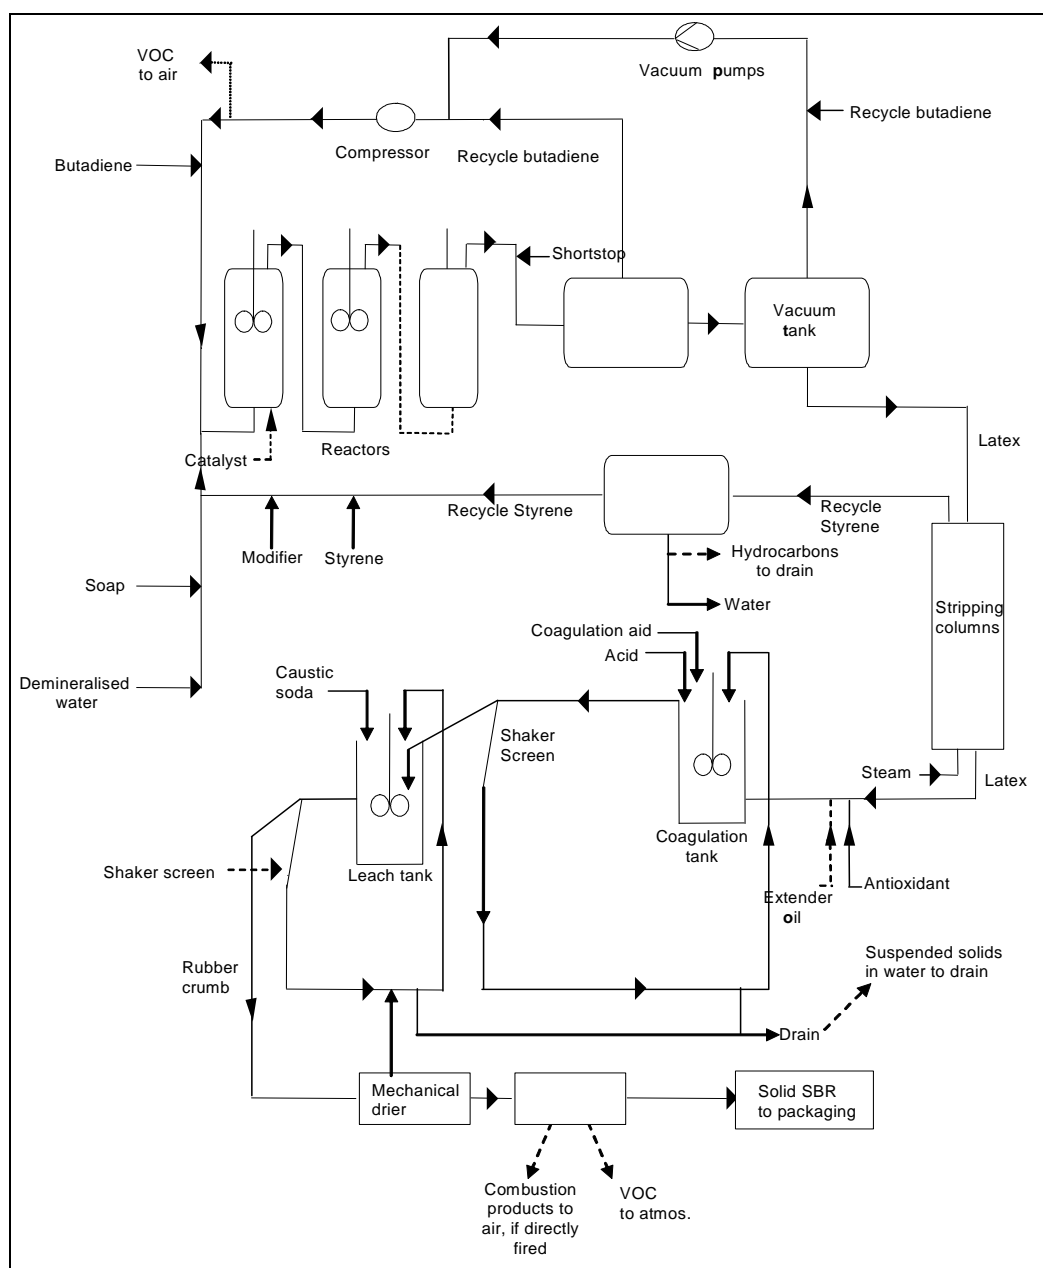 VOC
to air
Vacuum pumps
Recycle butadiene
Compressor
Recycle butadiene
Butadiene
Shortstop
Vacuum
tank
Reactors
Catalyst
Latex
Recycle Styrene
Recycle
Styrene
Modifier
Styrene
Hydrocarbons
to drain
Soap
Water
Stripping
columns
Coagulation aid
Acid
Caustic
soda
Demineralised
water
Shaker
Screen
Steam
Latex
Coagulation
tank
Shaker screen
Leach tank
Extender
oil
Antioxidant
Rubber
crumb
Suspended solids
in water to drain
Drain
Mechanical
drier
Solid SBR
to packaging
Combustion
products to
air, if directly
fired
VOC
to atmos.